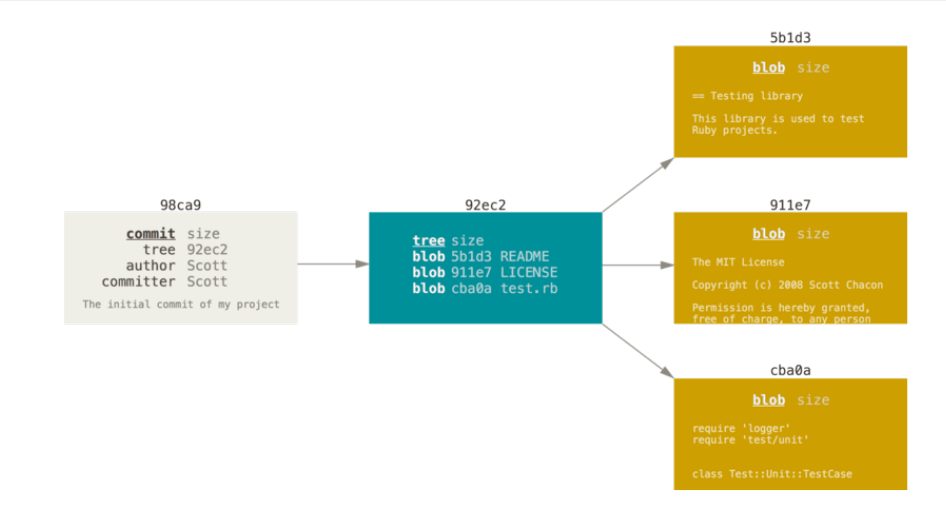 98ca9
commit size
tree 92ec2
author Scott
committer Scott
The initial commit of my project
92ec2
tree size
blob 5b1d3 README
blob 911e7 LICENSE
blob cba0a test.rb
5b1d3
blob size
== Testing library
This library is used to test
Ruby projects.
911e7
blob size
The MIT License
Copyright (c) 2008 Scott Chacon
Permission is hereby granted,
free of charge, to any person
cba0a
blob size
require 'logger'
require 'test/unit'
class Test::Unit::TestCase